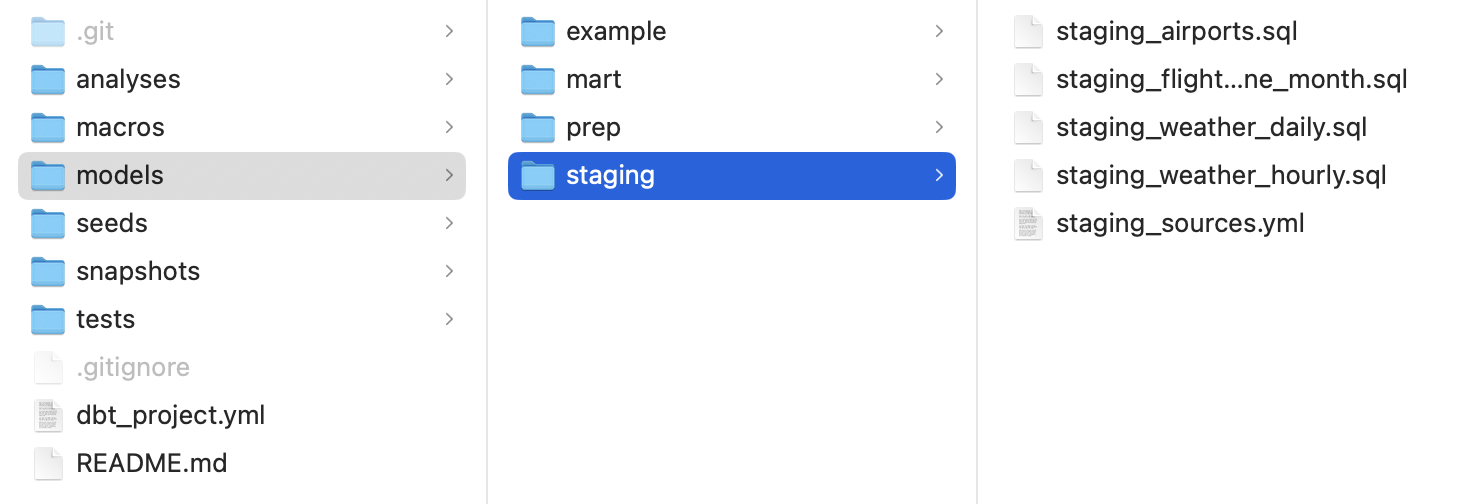 .git
analyses
macros
models
seeds
snapshots
tests
.gitignore
dbt_project.yml
README.md
example
mart
prep
staging
staging_airports.sql
staging_flight...ne_month.sql
staging_weather_daily.sql
staging_weather_hourly.sql
staging_sources.yml